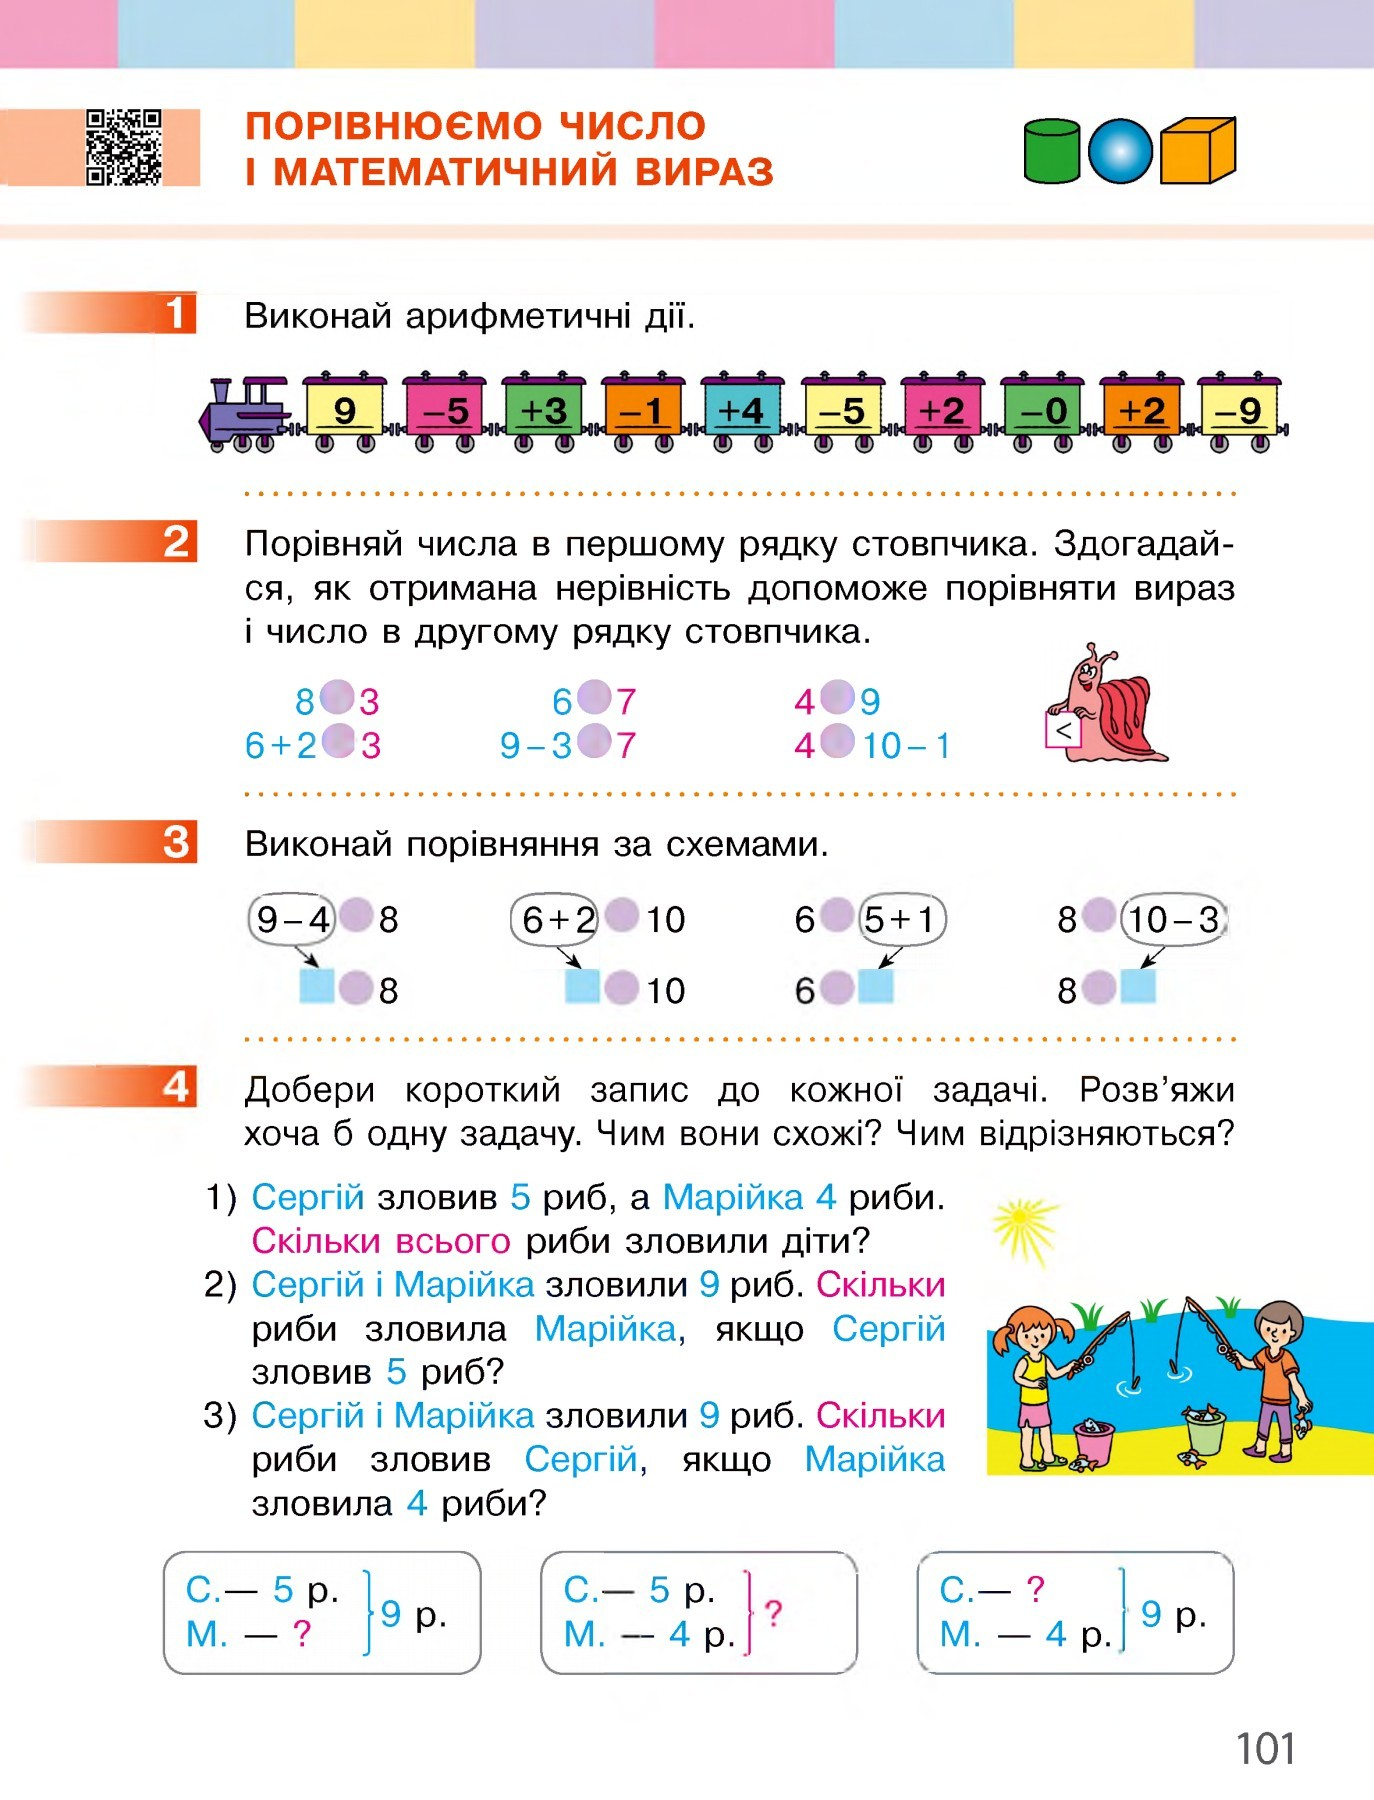 ПОРІВНЮЄМО ЧИСЛО
І МАТЕМАТИЧНИЙ ВИРАЗ
1 Виконай арифметичні дії.
9 –5 +3 –1 +4 –5 +2 –0 +2 –9
2 Порівняй числа в першому рядку стовпчика. Здогадай-
ся, як отримана нерівність допоможе порівняти вираз
і число в другому рядку стовпчика.
8 3 6 7 4 9
6 + 2 3 9 – 3 7 4 10 – 1
<
3 Виконай порівняння за схемами.
9 – 4 8 6 + 2 10 6 5 + 1 8 10 – 3
8 10 6 8
4 Добери короткий запис до кожної задачі. Розв’яжи
хоча б одну задачу. Чим вони схожі? Чим відрізняються?
1) Сергій зловив 5 риб, а Марійка 4 риби.
Скільки всього риби зловили діти?
2) Сергій і Марійка зловили 9 риб. Скільки
риби зловила Марійка, якщо Сергій
зловив 5 риб?
3) Сергій і Марійка зловили 9 риб. Скільки
риби зловив Сергій, якщо Марійка
зловила 4 риби?
С. — 5 р.
М. — ?
9 р.
С. — 5 р.
М. — 4 р.
?
С. — ?
М. — 4 р.
9 р.
101